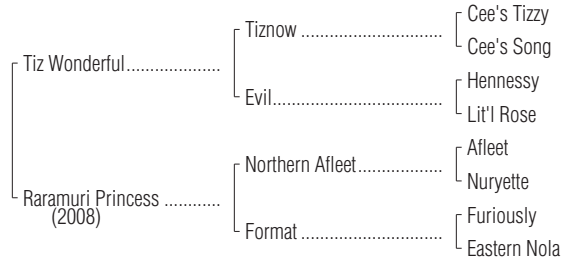 Cee's Tizzy
Tiznow ........................................
Cee's Song
Tiz Wonderful...................
Hennessy
Evil................................................
Lit'l Rose
Afleet
Northern Afleet.......................
Nuryette
Raramuri Princess ............
(2008)
Furiously
Format .........................................
Eastern Nola